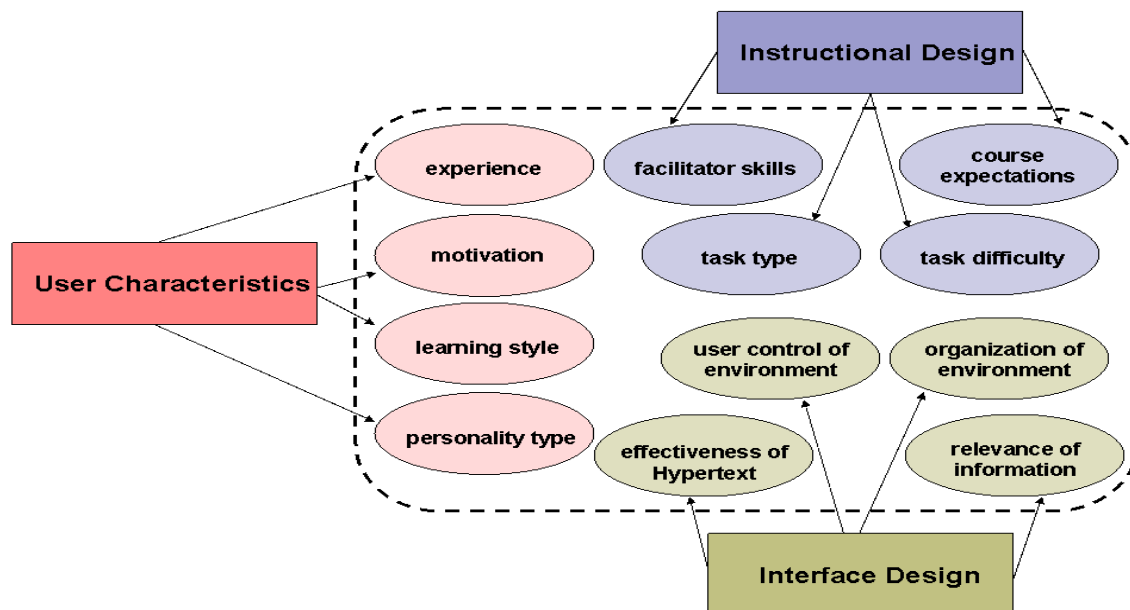 Instructional Design
experience
facilitator skills
course
expectations
motivation
task type
task difficulty
User Characteristics
learning style
user control of
environment
organization of
environment
personality type
effectiveness of
Hypertext
relevance of
information
Interface Design